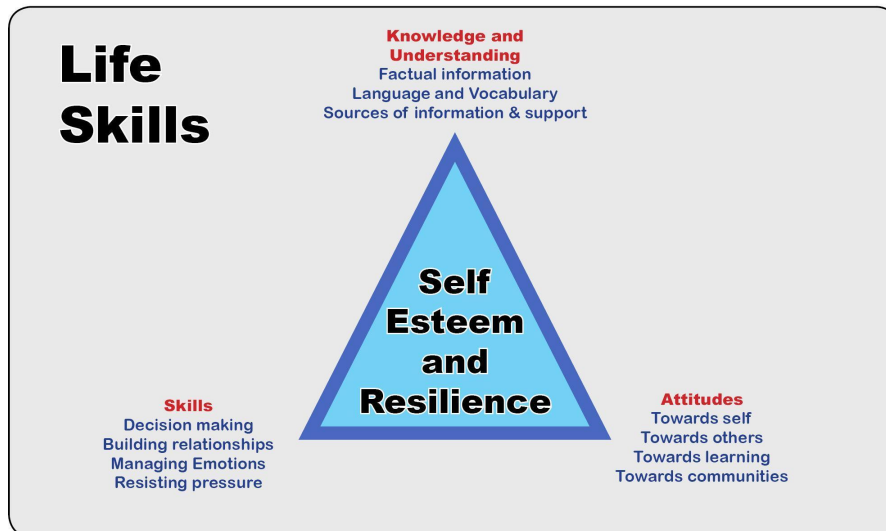 Life
Skills
Knowledge and
Understanding
Factual information
Language and Vocabulary
Sources of information & support
Self
Esteem
and
Resilience
Skills
Decision making
Building relationships
Managing Emotions
Resisting pressure
Attitudes
Towards self
Towards others
Towards learning
Towards communities